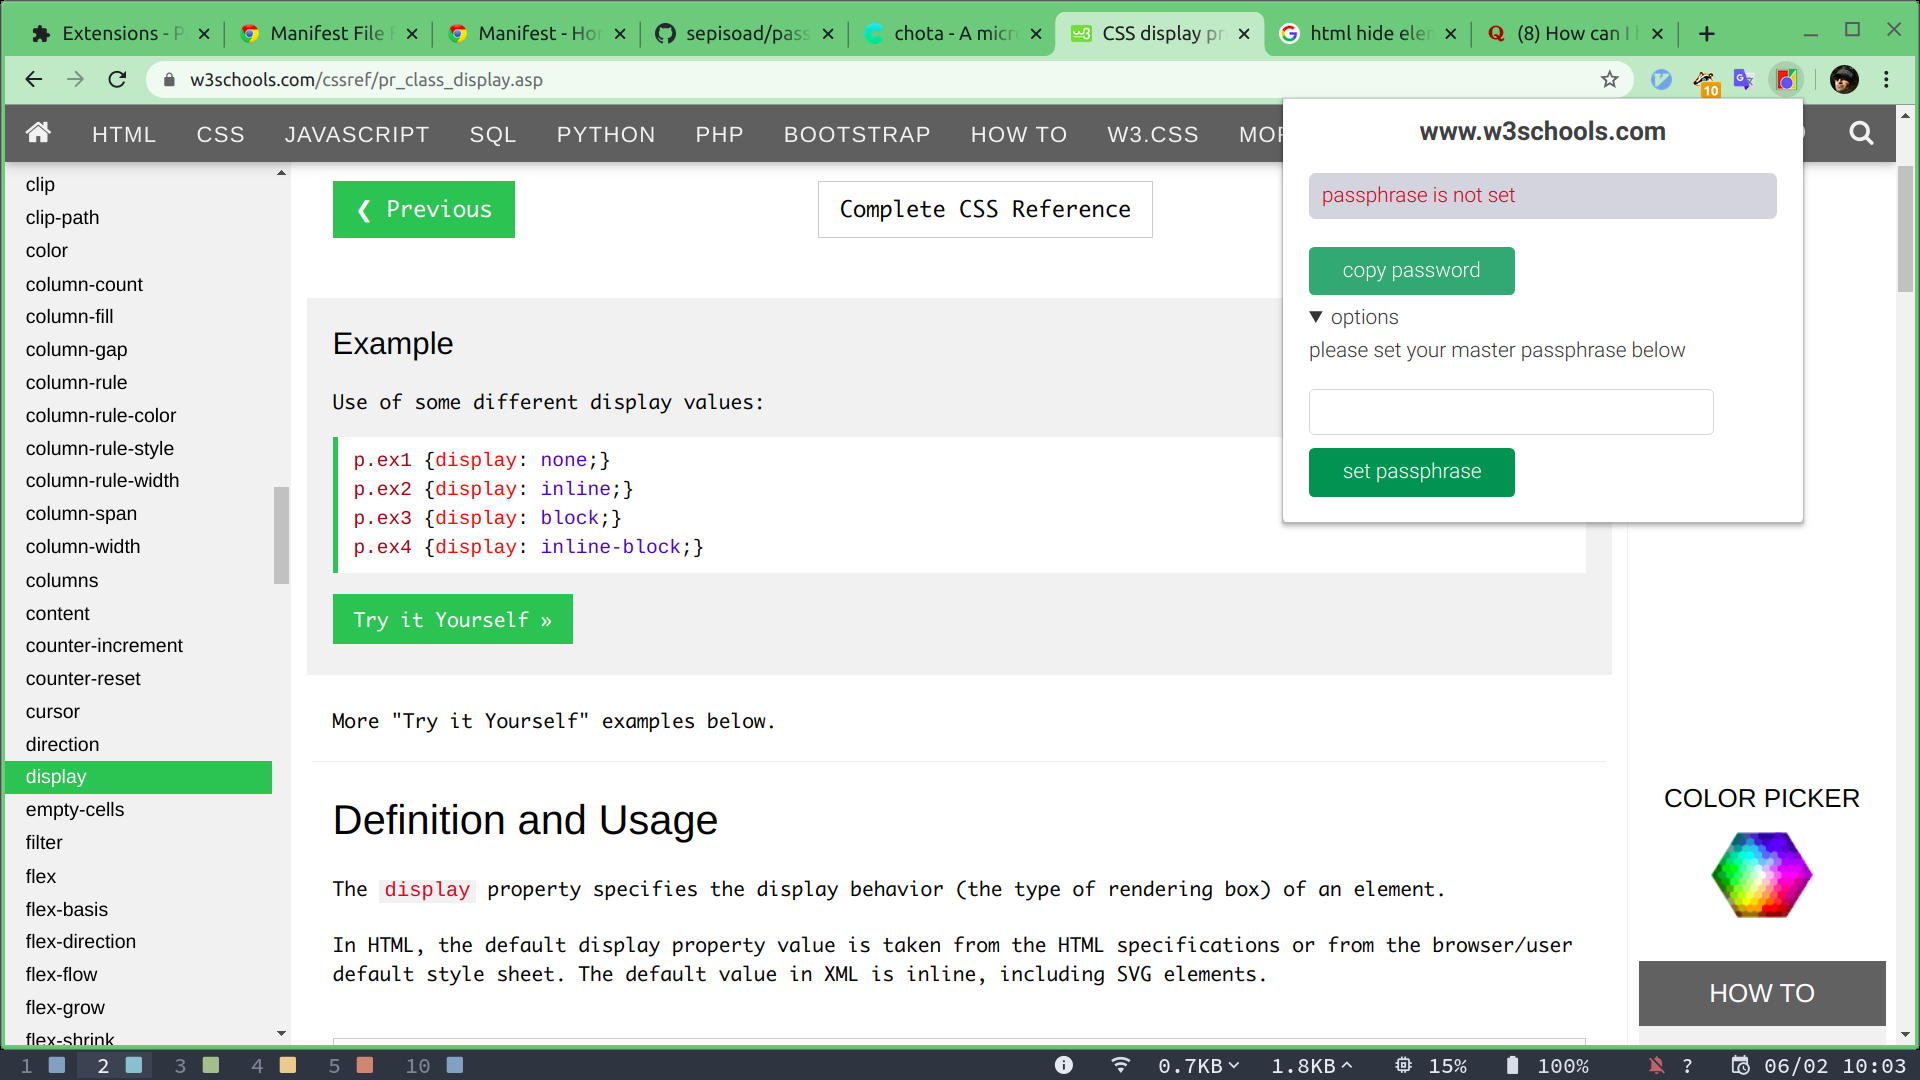 Extensions - P
Manifest File F
Manifest - Hor
sepisoad/pass
chota - A micr
CSS display pr
html hide eler
(8) How can I h
w3schools.com/cssref/pr_class_display.asp
10
HTML
CSS
JAVASCRIPT
SQL
PYTHON
PHP
BOOTSTRAP
HOW TO
W3.CSS
MOR
www.w3schools.com
passphrase is not set
copy password
▼ options
please set your master passphrase below
set passphrase
clip
clip-path
color
column-count
column-fill
column-gap
column-rule
column-rule-color
column-rule-style
column-rule-width
column-span
column-width
columns
content
counter-increment
counter-reset
cursor
direction
display
empty-cells
filter
flex
flex-basis
flex-direction
flex-flow
flex-grow
flex-shrink
❮ Previous
Complete CSS Reference
Example
Use of some different display values:
p.ex1 {display: none;}
p.ex2 {display: inline;}
p.ex3 {display: block;}
p.ex4 {display: inline-block;}
Try it Yourself »
More "Try it Yourself" examples below.
Definition and Usage
The display property specifies the display behavior (the type of rendering box) of an element.
In HTML, the default display property value is taken from the HTML specifications or from the browser/user
default style sheet. The default value in XML is inline, including SVG elements.
COLOR PICKER
HOW TO
1
2
3
4
5
10
0.7KB
1.8KB
15%
100%
?
06/02 10:03